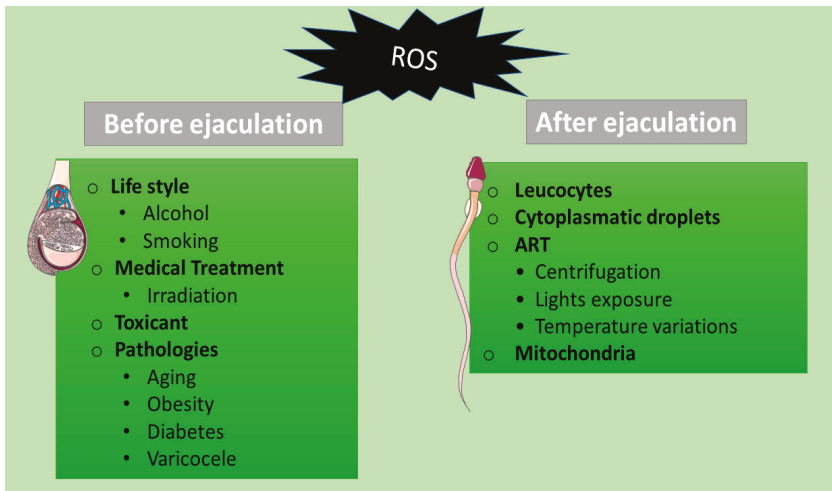 ROS
Before ejaculation
○ Life style
• Alcohol
• Smoking
○ Medical Treatment
• Irradiation
○ Toxicant
○ Pathologies
• Aging
• Obesity
• Diabetes
• Varicocele
After ejaculation
○ Leucocytes
○ Cytoplasmatic droplets
○ ART
• Centrifugation
• Lights exposure
• Temperature variations
○ Mitochondria